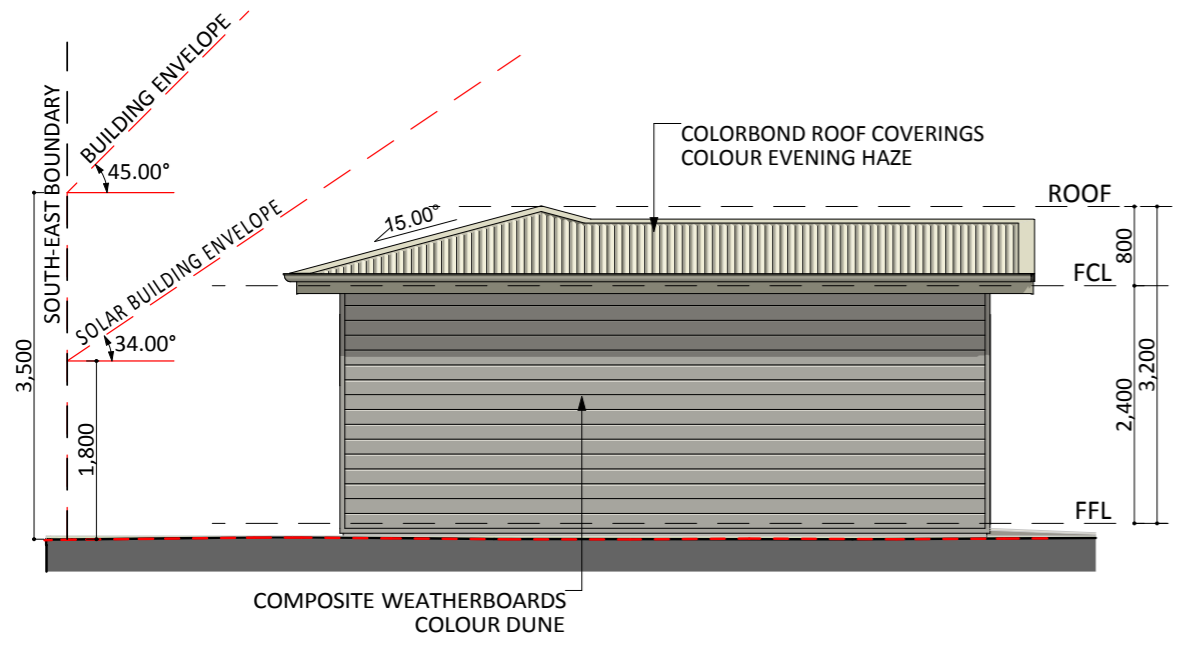 BUILDING ENVELOPE
SOUTH-EAST BOUNDARY
45.00°
SOLAR BUILDING ENVELOPE
34.00°
3,500
1,800
15.00°
COLORBOND ROOF COVERINGS
COLOUR EVENING HAZE
ROOF
800
FCL
3,200
2,400
FFL
COMPOSITE WEATHERBOARDS
COLOUR DUNE